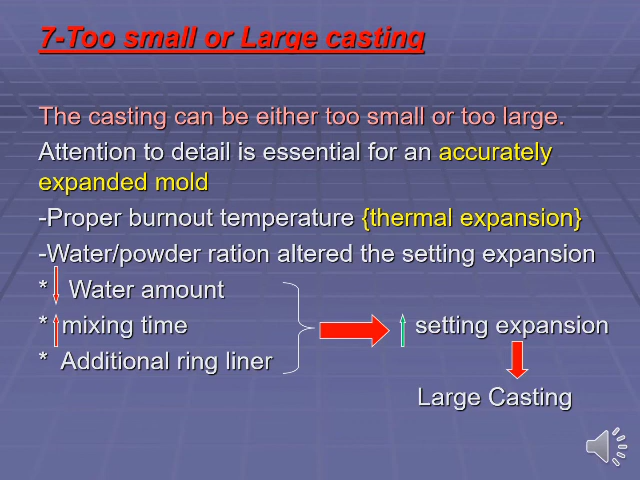 7-Too small or Large casting
The casting can be either too small or too large.
Attention to detail is essential for an accurately
expanded mold
-Proper burnout temperature {thermal expansion}
-Water/powder ration altered the setting expansion
* Water amount
* mixing time
setting expansion
* Additional ring liner
Large Casting